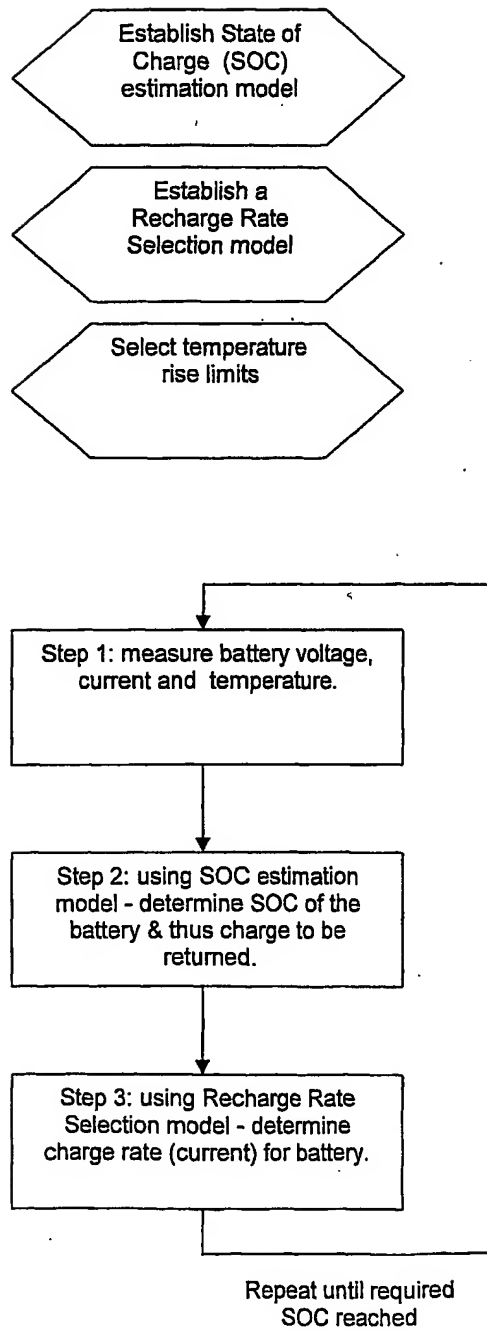 Establish State of
Charge (SOC)
estimation model
Establish a
Recharge Rate
Selection model
Select temperature
rise limits
Step 1: measure battery voltage,
current and temperature.
Step 2: using SOC estimation
model - determine SOC of the
battery & thus charge to be
returned.
Step 3: using Recharge Rate
Selection model - determine
charge rate (current) for battery.
Repeat until required
SOC reached